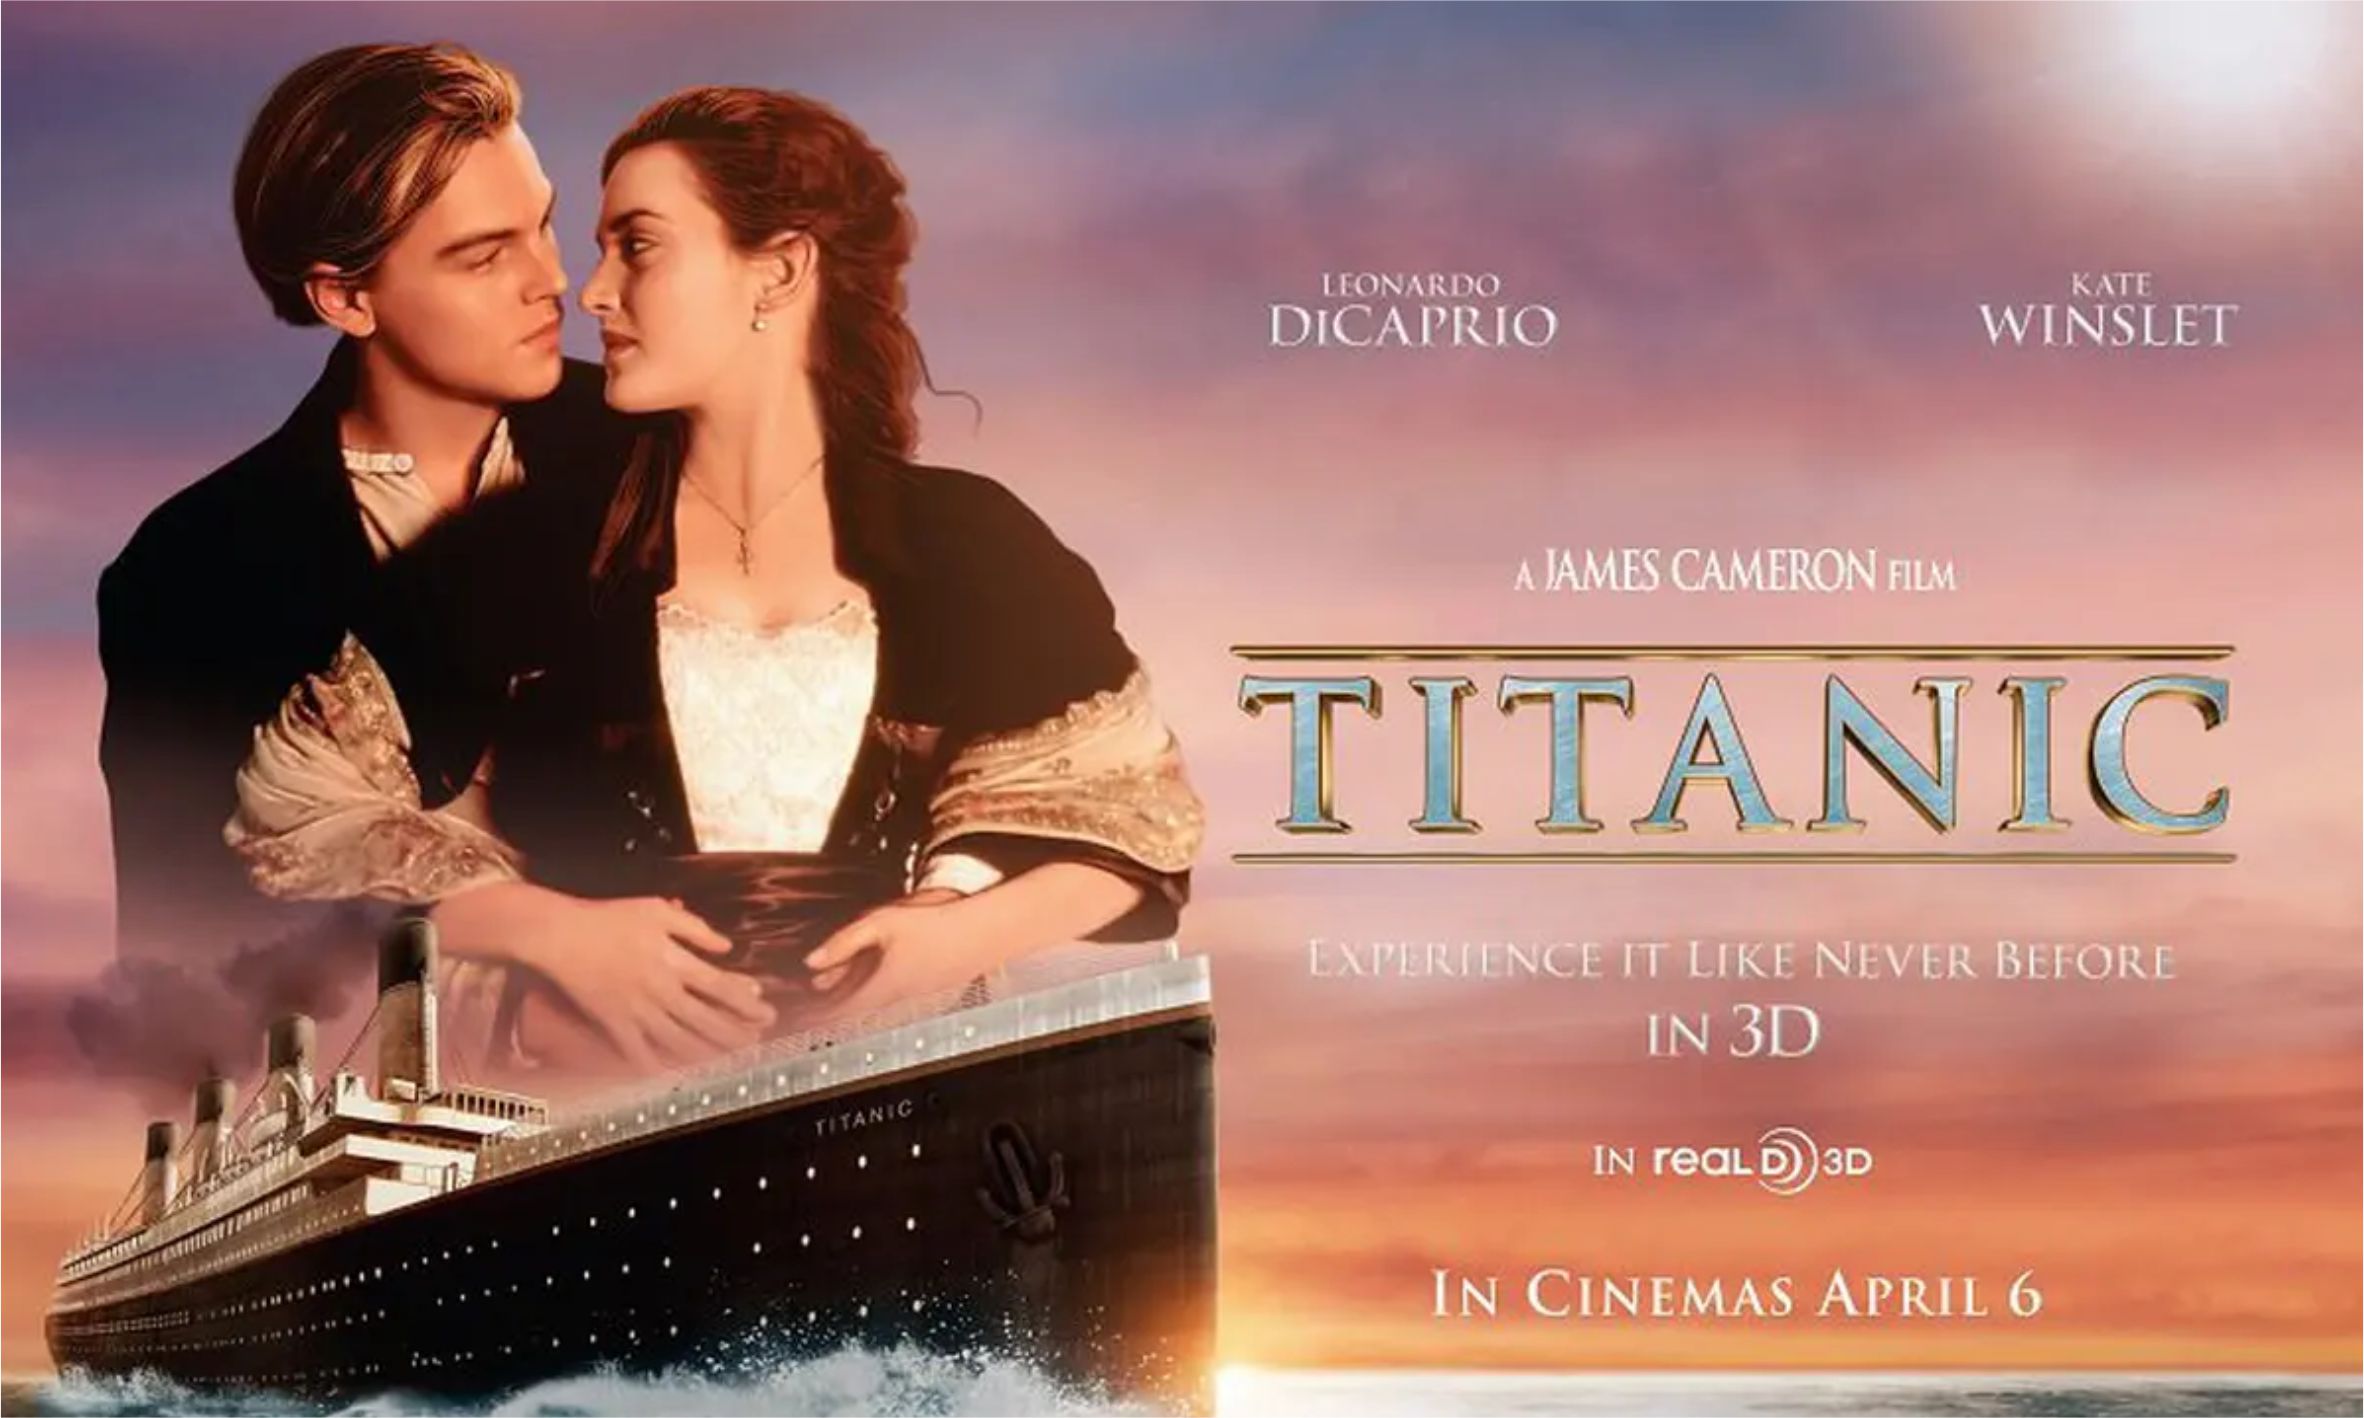 LEONARDO
DiCAPRIO
KATE
WINSLET
A JAMES CAMERON FILM
TITANIC
EXPERIENCE IT LIKE NEVER BEFORE
IN 3D
IN REAL D 3D
IN CINEMAS APRIL 6
TITANIC